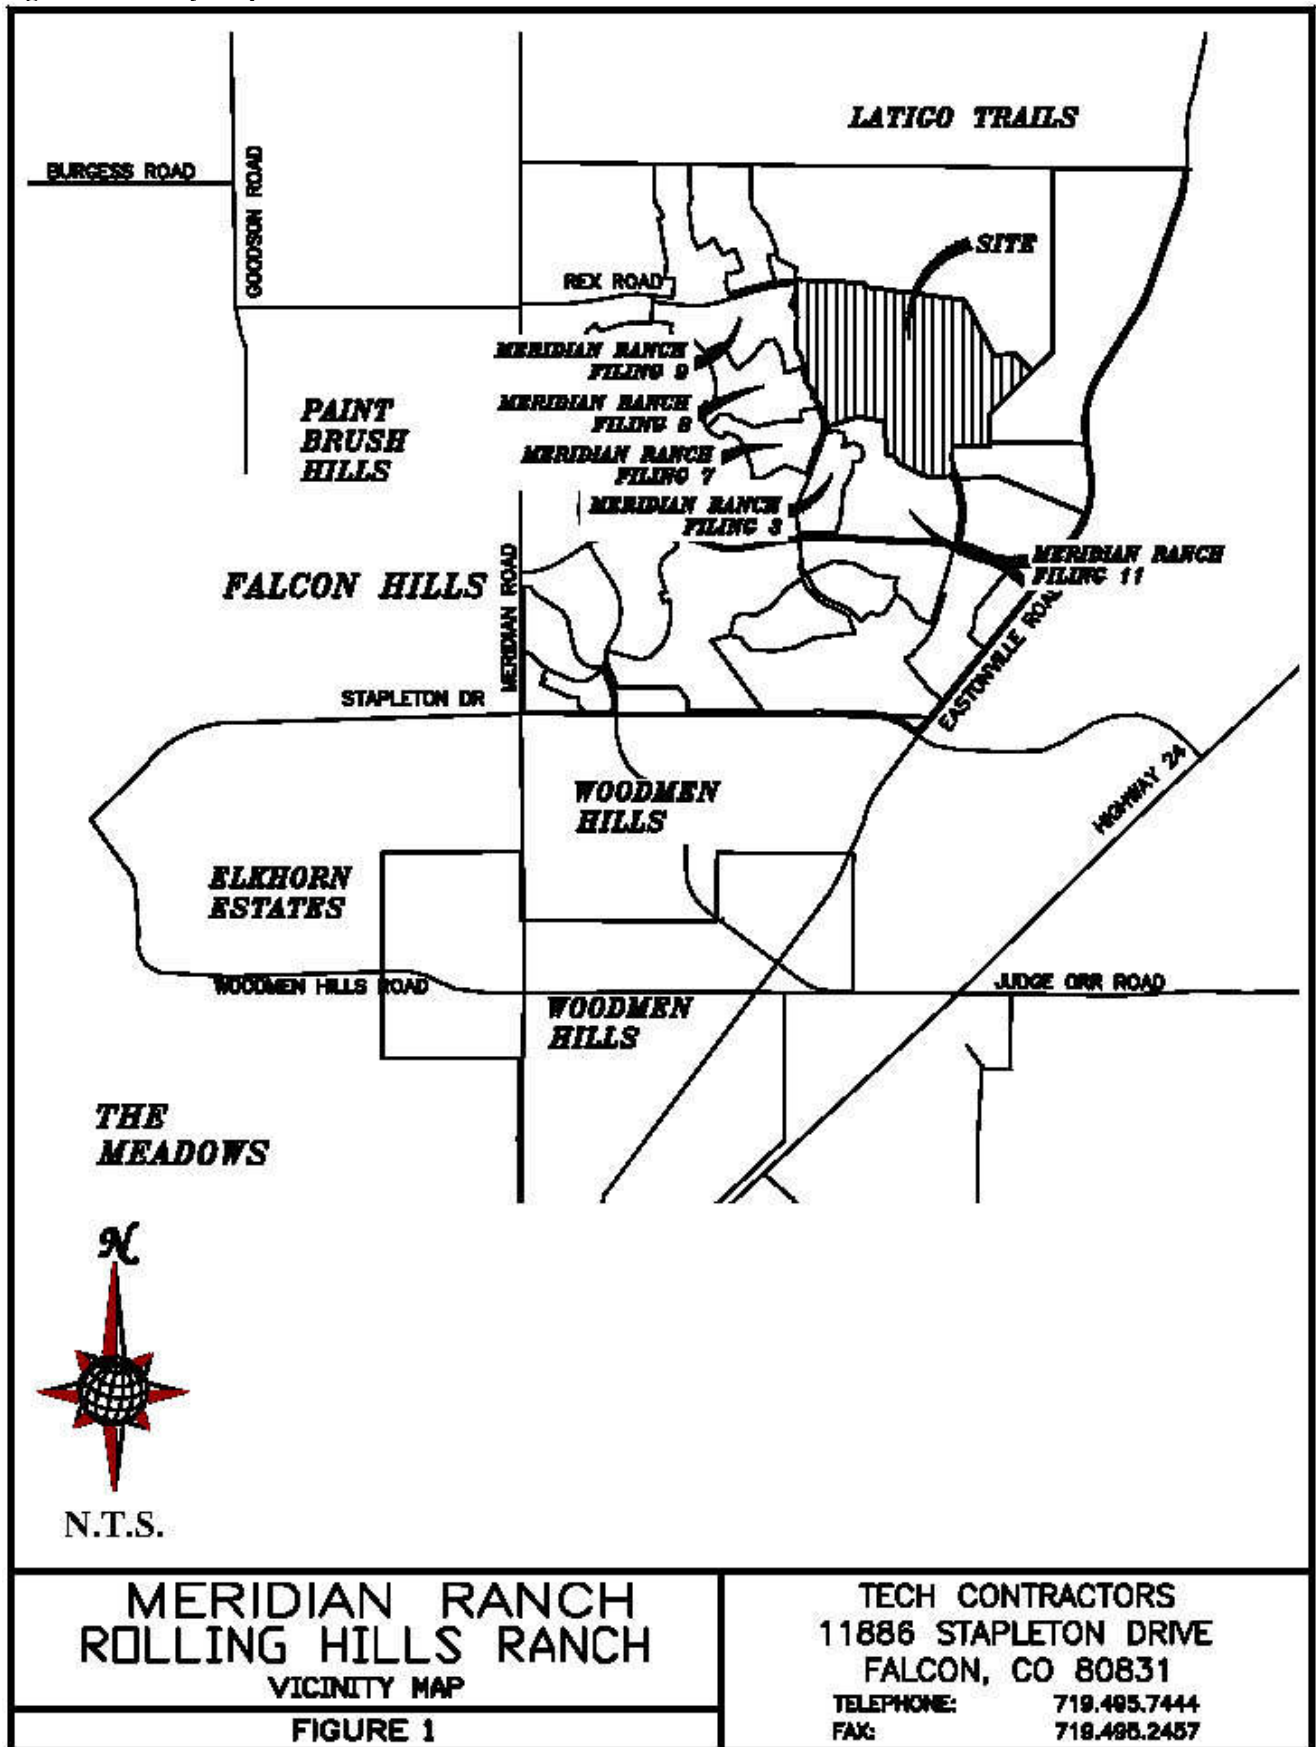 LATIGO TRAILS
BURGESS ROAD
GOODSON ROAD
SITE
REX ROAD
MERIDIAN RANCH
FILING 9
MERIDIAN RANCH
FILING 8
PAINT
BRUSH
HILLS
MERIDIAN RANCH
FILING 7
MERIDIAN RANCH
FILING 3
MERIDIAN RANCH
FILING 11
FALCON HILLS
MERIDIAN ROAD
EASTONVILLE ROAD
STAPLETON DR
HIGHWAY 24
WOODMEN
HILLS
ELKHORN
ESTATES
WOODMEN HILLS ROAD
JUDGE ORR ROAD
WOODMEN
HILLS
THE
MEADOWS
N
N.T.S.
MERIDIAN RANCH
ROLLING HILLS RANCH
VICINITY MAP
FIGURE 1
TECH CONTRACTORS
11886 STAPLETON DRIVE
FALCON, CO 80831
TELEPHONE: 719.495.7444
FAX: 719.495.2457